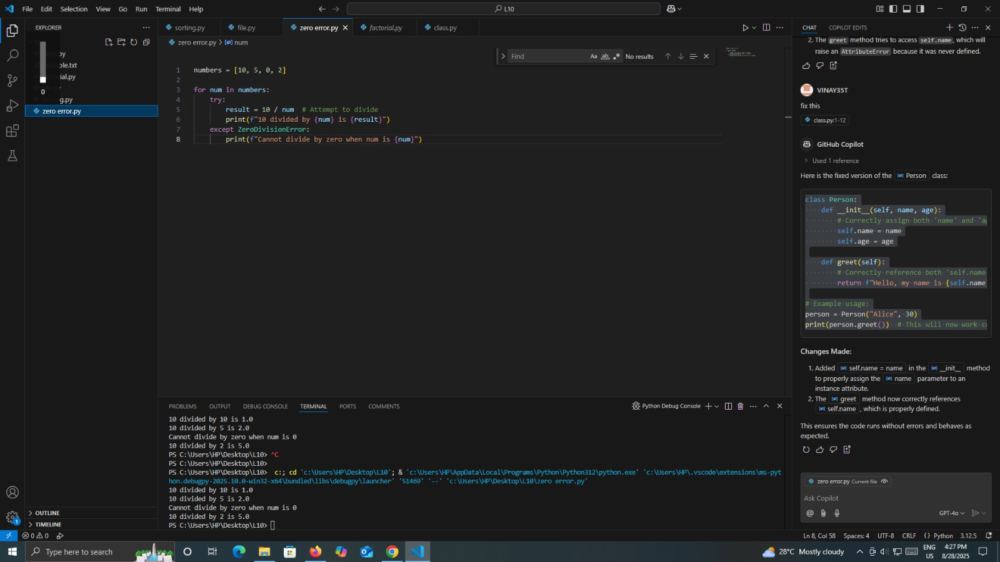 File Edit Selection View Go Run Terminal Help
L10
EXPLORER
sorting.py
file.py
zero error.py
factorial.py
class.py
CHAT
COPILOT EDITS
zero error.py > num
0
zero error.py
OUTLINE
TIMELINE
Find
Aa ab
No results
1 numbers = [10, 5, 0, 2]
2
3 for num in numbers:
4 try:
5 result = 10 / num # Attempt to divide
6 print(f"10 divided by {num} is {result}")
7 except ZeroDivisionError:
8 print(f"Cannot divide by zero when num is {num}")
PROBLEMS OUTPUT DEBUG CONSOLE TERMINAL PORTS COMMENTS
Python Debug Console
10 divided by 10 is 1.0
10 divided by 5 is 2.0
Cannot divide by zero when num is 0
10 divided by 2 is 5.0
PS C:\Users\HP\Desktop\L10> ^C
PS C:\Users\HP\Desktop\L10>
PS C:\Users\HP\Desktop\L10> c:; cd 'c:\Users\HP\Desktop\L10'; & 'c:\Users\HP\AppData\Local\Programs\Python\Python312\python.exe' 'c:\Users\HP\.vscode\extensions\ms-pyt
hon.debugpy-2025.10.0-win32-x64\bundled\libs\debugpy\launcher' '51469' '--' 'c:\Users\HP\Desktop\L10\zero error.py'
10 divided by 10 is 1.0
10 divided by 5 is 2.0
Cannot divide by zero when num is 0
10 divided by 2 is 5.0
PS C:\Users\HP\Desktop\L10>
2. The greet method tries to access self.name, which will
raise an AttributeError because it was never defined.
VINAY35T
fix this
class.py:1-12
GitHub Copilot
Used 1 reference
Here is the fixed version of the Person class:
class Person:
def __init__(self, name, age):
# Correctly assign both 'name' and 'ag
self.name = name
self.age = age
def greet(self):
# Correctly reference both 'self.name
return f"Hello, my name is {self.name
# Example usage:
person = Person("Alice", 30)
print(person.greet()) # This will now work co
Changes Made:
1. Added self.name = name in the __init__ method
to properly assign the name parameter to an
instance attribute.
2. The greet method now correctly references
self.name , which is properly defined.
This ensures the code runs without errors and behaves as
expected.
zero error.py Current file
Ask Copilot
GPT-4o
1
0 0
Ln 8, Col 58 Spaces: 4 UTF-8 CRLF {} Python 3.12.5
Type here to search
28°C Mostly cloudy
ENG
US
4:27 PM
8/28/2025